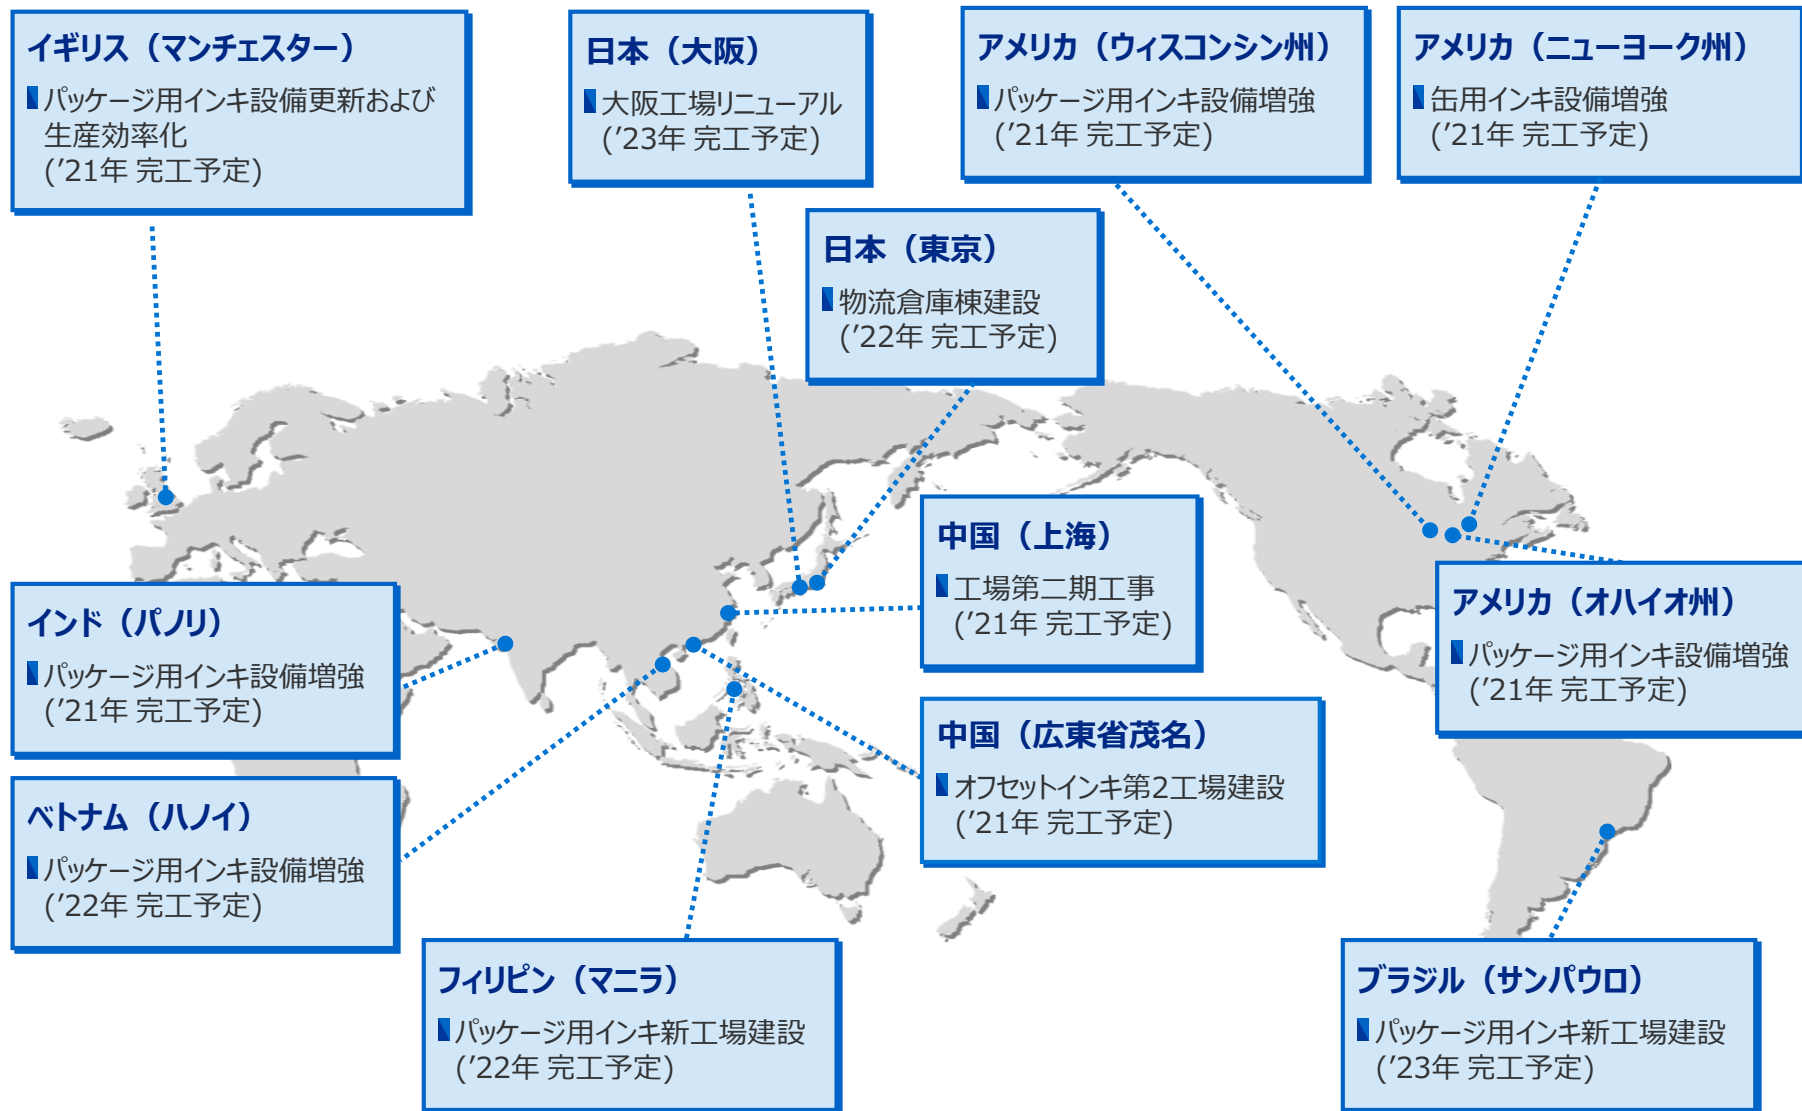 イギリス（マンチェスター）
パッケージ用インキ設備更新および
生産効率化
(’21年 完工予定)
日本（大阪）
大阪工場リニューアル
(’23年 完工予定)
アメリカ（ウィスコンシン州）
パッケージ用インキ設備増強
(’21年 完工予定)
アメリカ（ニューヨーク州）
缶用インキ設備増強
(’21年 完工予定)
日本（東京）
物流倉庫棟建設
(’22年 完工予定)
中国（上海）
工場第二期工事
(’21年 完工予定)
アメリカ（オハイオ州）
パッケージ用インキ設備増強
(’21年 完工予定)
インド（パノリ）
パッケージ用インキ設備増強
(’21年 完工予定)
中国（広東省茂名）
オフセットインキ第2工場建設
(’21年 完工予定)
ベトナム（ハノイ）
パッケージ用インキ設備増強
(’22年 完工予定)
フィリピン（マニラ）
パッケージ用インキ新工場建設
(’22年 完工予定)
ブラジル（サンパウロ）
パッケージ用インキ新工場建設
(’23年 完工予定)